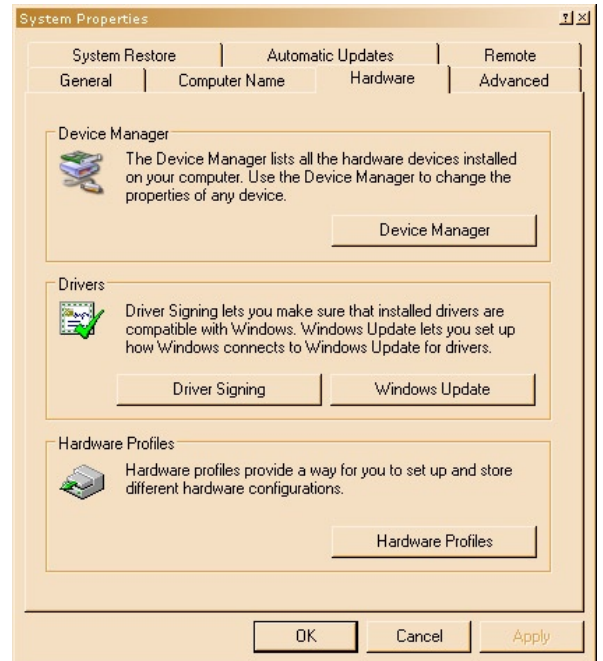 System Properties
System Restore Automatic Updates Remote
General Computer Name Hardware Advanced
Device Manager
The Device Manager lists all the hardware devices installed
on your computer. Use the Device Manager to change the
properties of any device.
Device Manager
Drivers
Driver Signing lets you make sure that installed drivers are
compatible with Windows. Windows Update lets you set up
how Windows connects to Windows Update for drivers.
Driver Signing Windows Update
Hardware Profiles
Hardware profiles provide a way for you to set up and store
different hardware configurations.
Hardware Profiles
OK Cancel Apply